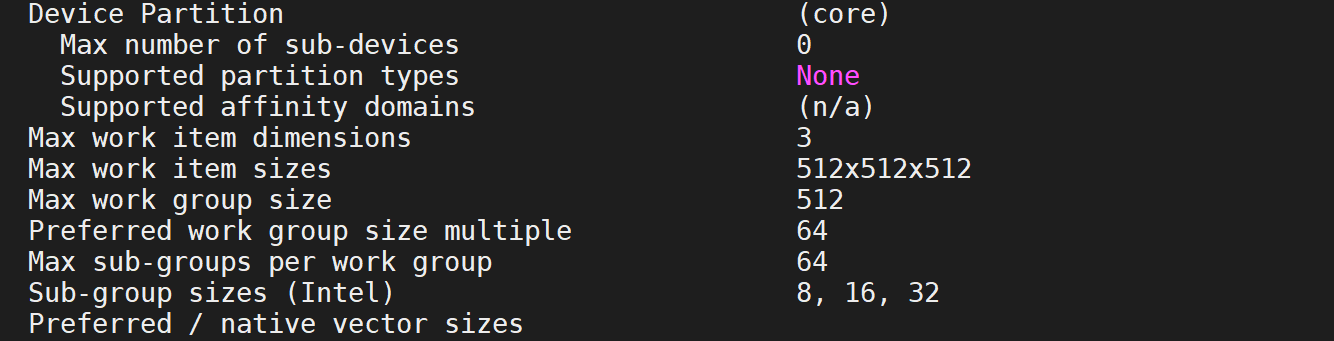 Device Partition (core)
Max number of sub-devices 0
Supported partition types None
Supported affinity domains (n/a)
Max work item dimensions 3
Max work item sizes 512x512x512
Max work group size 512
Preferred work group size multiple 64
Max sub-groups per work group 64
Sub-group sizes (Intel) 8, 16, 32
Preferred / native vector sizes